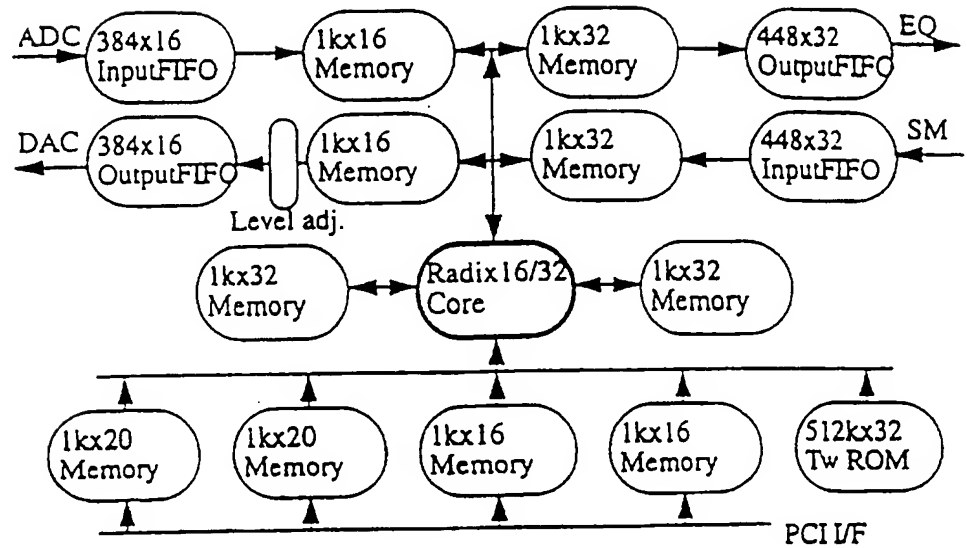 ADC
384x16
InputFIFO
1kx16
Memory
1kx32
Memory
448x32
OutputFIFO
EQ
DAC
384x16
OutputFIFO
Level adj.
1kx16
Memory
1kx32
Memory
448x32
InputFIFO
SM
1kx32
Memory
Radix16/32
Core
1kx32
Memory
1kx20
Memory
1kx20
Memory
1kx16
Memory
1kx16
Memory
512kx32
Tw ROM
PCI I/F